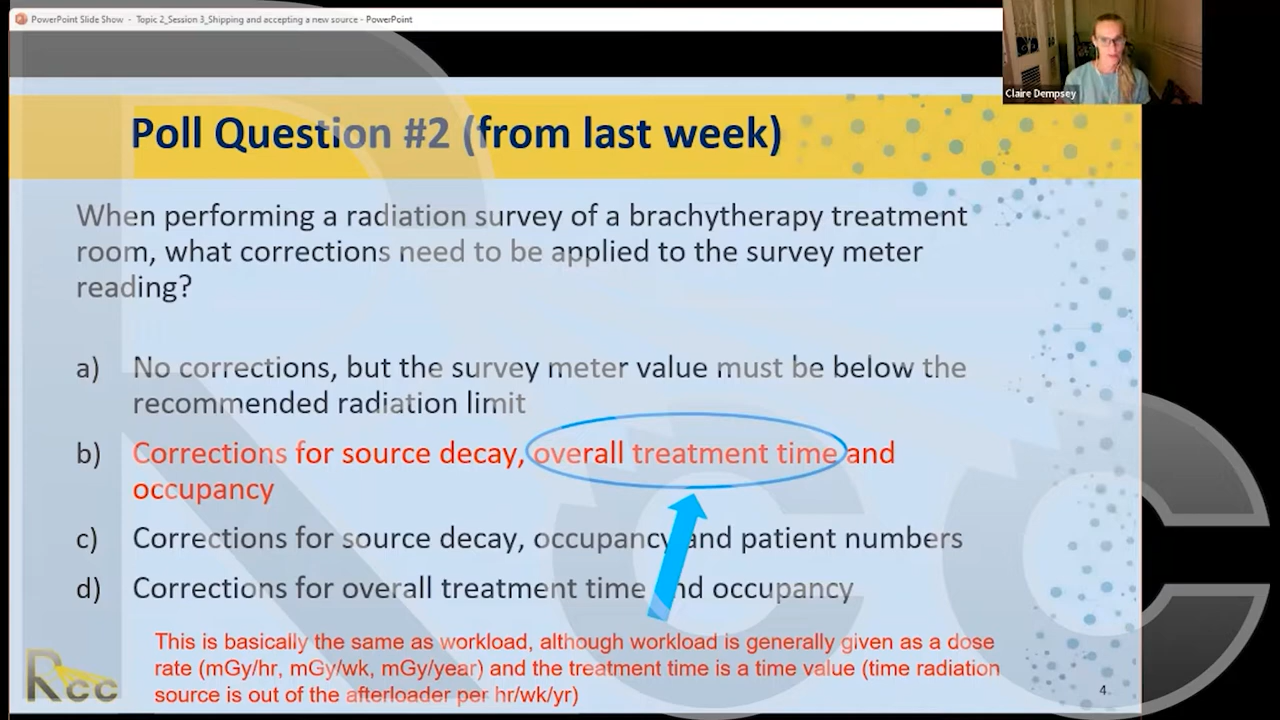 PowerPoint Slide Show - Topic 2_Session 3_Shipping and accepting a new source - PowerPoint
Claire Dempsey
Poll Question #2 (from last week)
When performing a radiation survey of a brachytherapy treatment
room, what corrections need to be applied to the survey meter
reading?
a) No corrections, but the survey meter value must be below the
recommended radiation limit
b) Corrections for source decay, overall treatment time and
occupancy
c) Corrections for source decay, occupancy and patient numbers
d) Corrections for overall treatment time and occupancy
This is basically the same as workload, although workload is generally given as a dose
rate (mGy/hr, mGy/wk, mGy/year) and the treatment time is a time value (time radiation
source is out of the afterloader per hr/wk/yr)
Rcc
4
Rcc